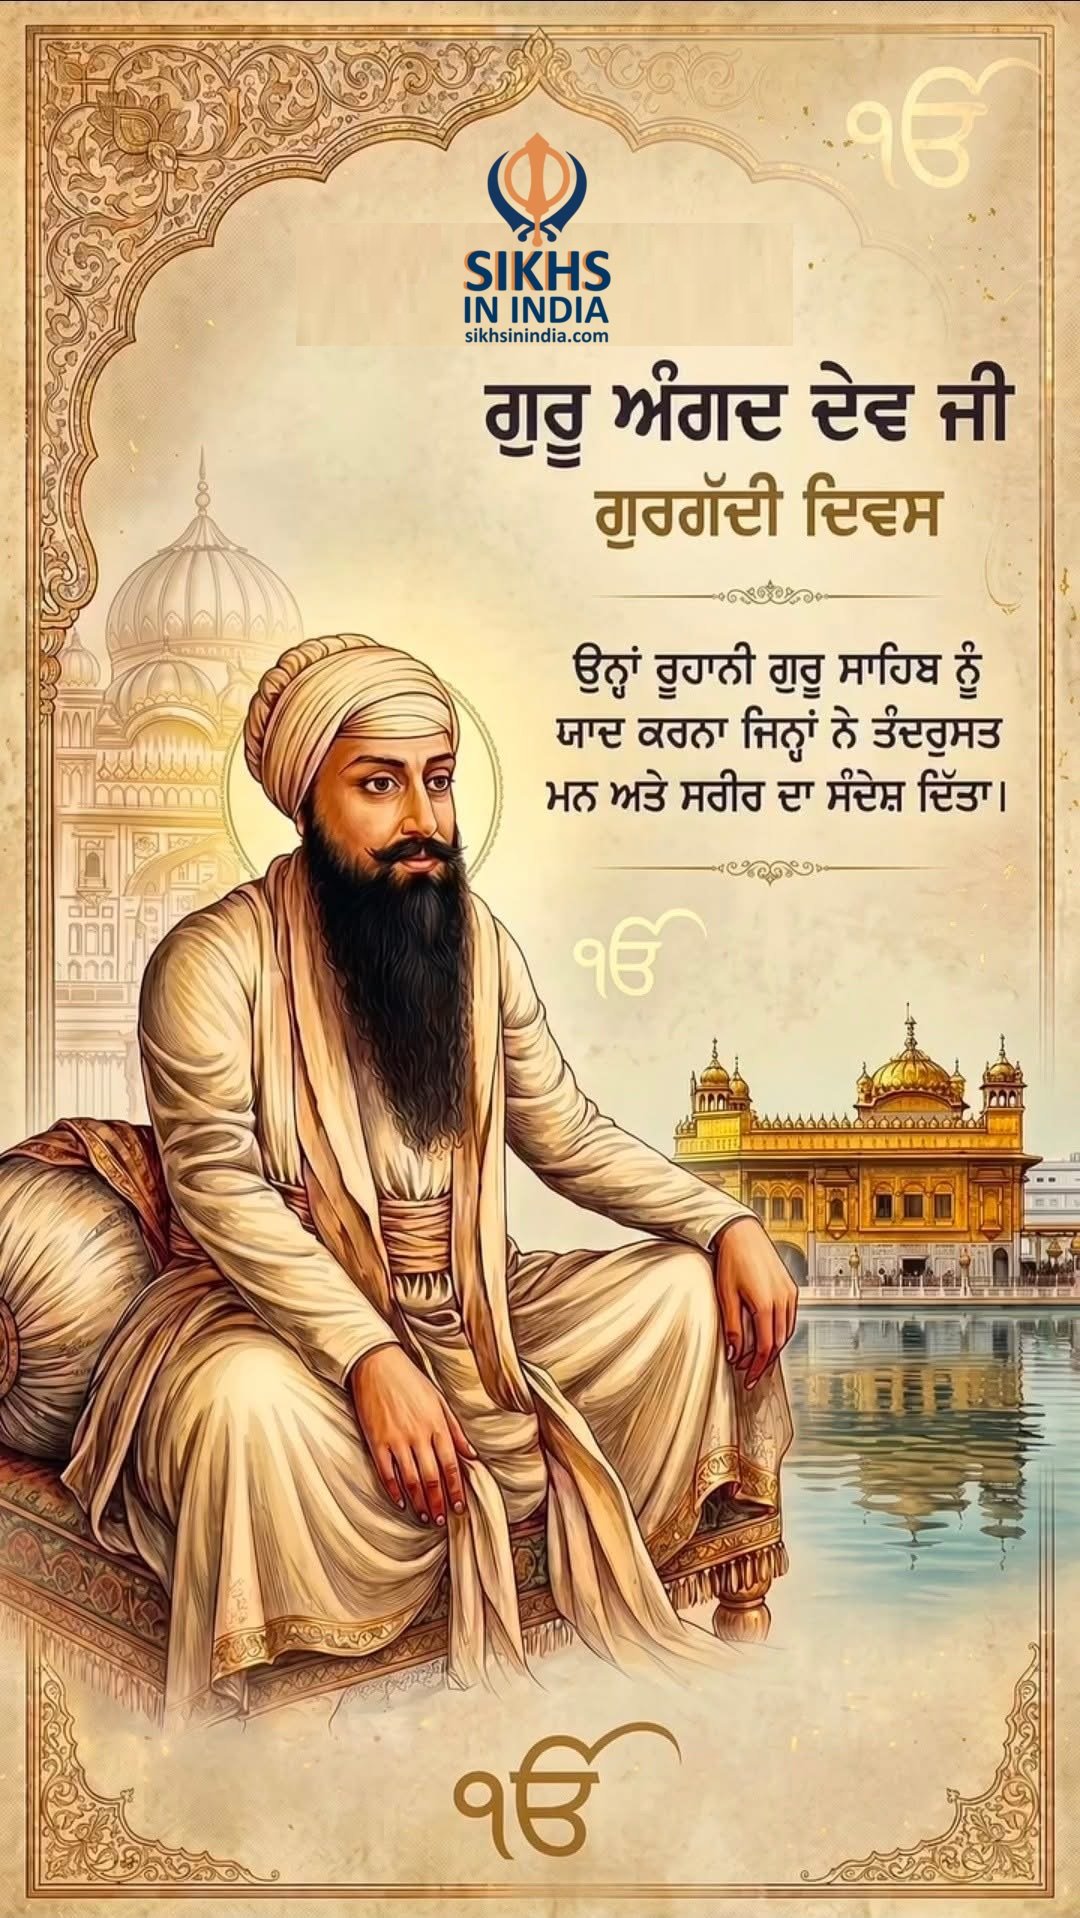 ੴ
SIKHS
IN INDIA
sikhsinindia.com
ਗੁਰੂ ਅੰਗਦ ਦੇਵ ਜੀ
ਗੁਰਗੱਦੀ ਦਿਵਸ
ਉਨ੍ਹਾਂ ਰੂਹਾਨੀ ਗੁਰੂ ਸਾਹਿਬ ਨੂੰ
ਯਾਦ ਕਰਨਾ ਜਿਨ੍ਹਾਂ ਨੇ ਤੰਦਰੁਸਤ
ਮਨ ਅਤੇ ਸਰੀਰ ਦਾ ਸੰਦੇਸ਼ ਦਿੱਤਾ।
ੴ
ੴ